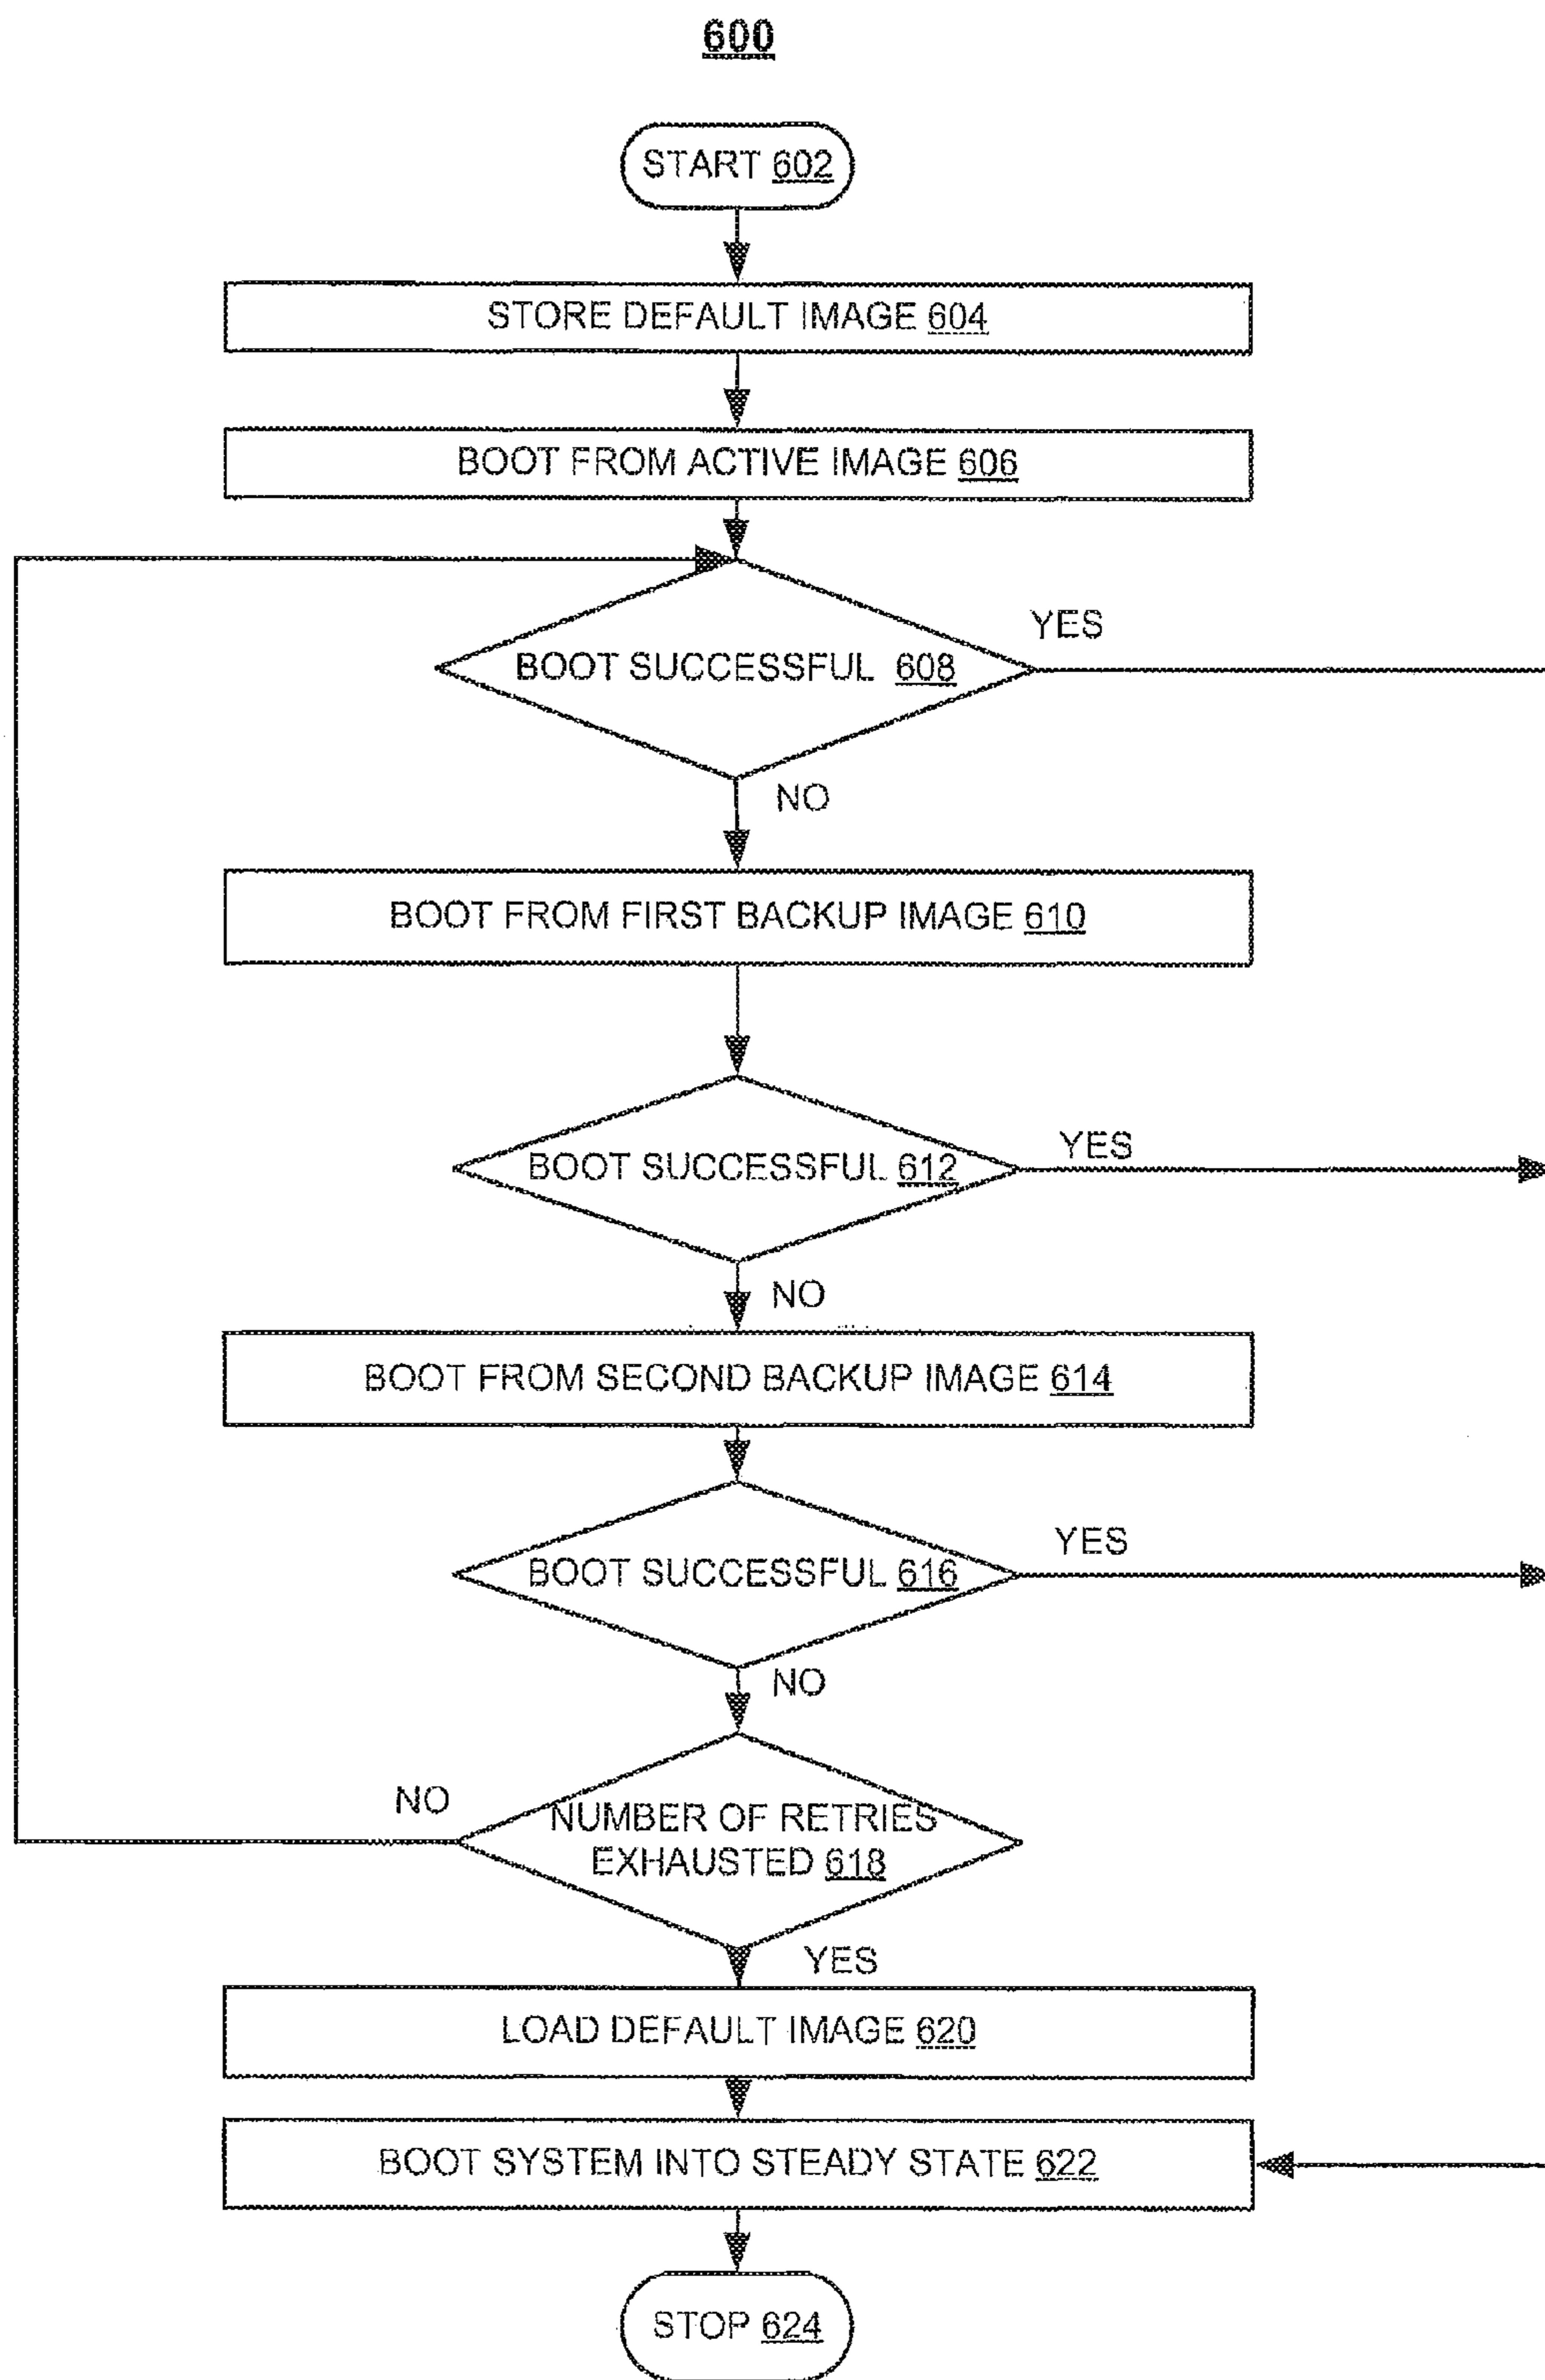 600
START 602
STORE DEFAULT IMAGE 604
BOOT FROM ACTIVE IMAGE 606
YES
BOOT SUCCESSFUL 608
NO
BOOT FROM FIRST BACKUP IMAGE 610
YES
BOOT SUCCESSFUL 612
NO
BOOT FROM SECOND BACKUP IMAGE 614
YES
BOOT SUCCESSFUL 616
NO
NO
NUMBER OF RETRIES
EXHAUSTED 618
YES
LOAD DEFAULT IMAGE 620
BOOT SYSTEM INTO STEADY STATE 622
STOP 624